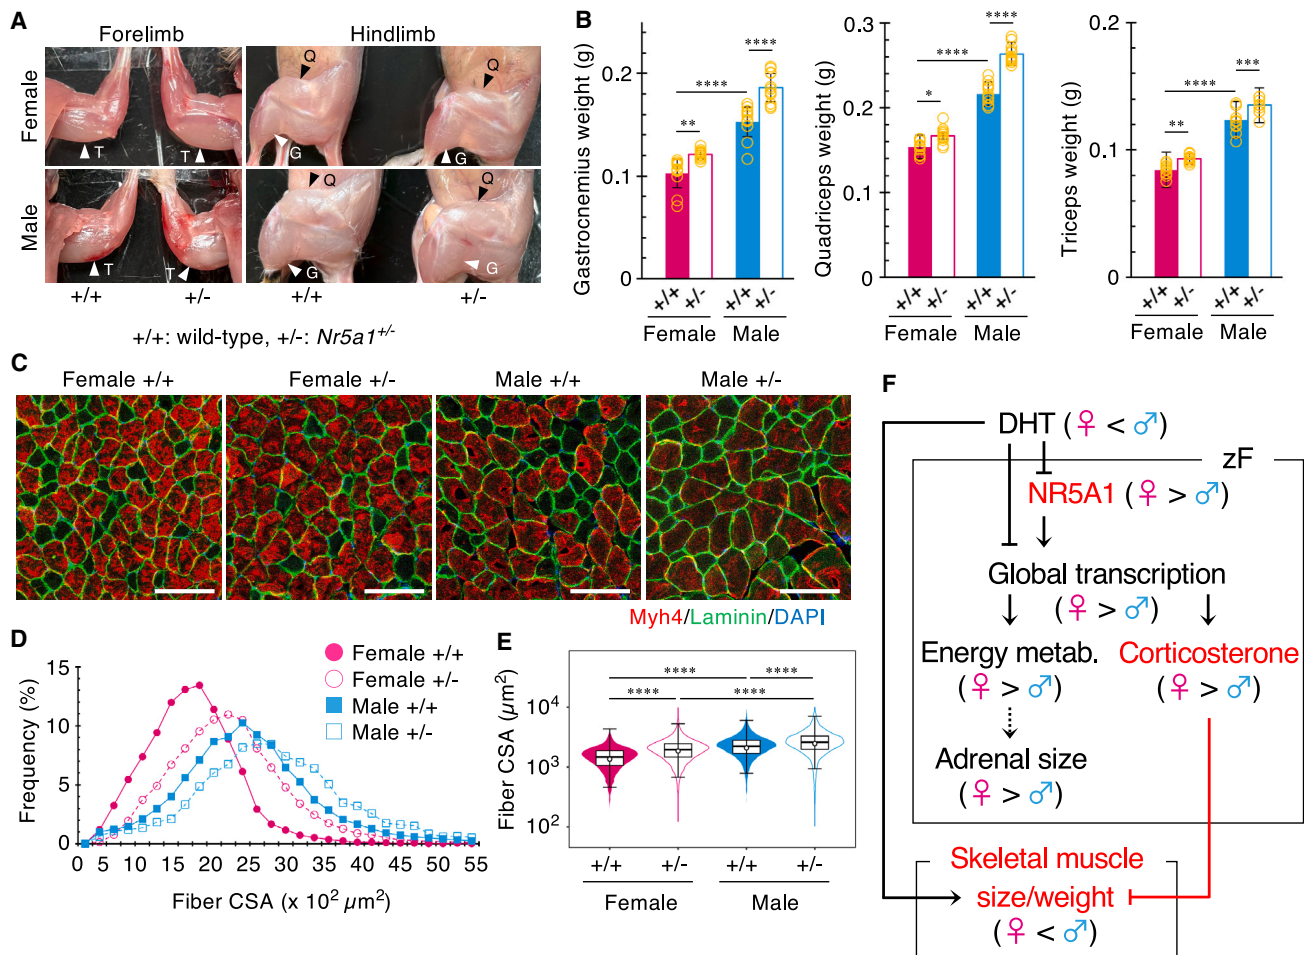 A
Forelimb
Hindlimb
Female
Male
Q
Q
T
T
G
G
Q
Q
T
T
G
G
+/+
+/-
+/+
+/-
+/+: wild-type, +/-: Nr5a1+/-
B
Gastrocnemius weight (g)
0.2
0.1
0
****
****
**
+/+
+/-
+/+
+/-
Female
Male
Quadriceps weight (g)
0.3
0.2
0.1
0
****
****
*
+/+
+/-
+/+
+/-
Female
Male
Triceps weight (g)
0.2
0.1
0
***
****
**
+/+
+/-
+/+
+/-
Female
Male
C
Female +/+
Female +/-
Male +/+
Male +/-
Myh4/Laminin/DAPI
D
Frequency (%)
15
10
5
0
0 5 10 15 20 25 30 35 40 45 50 55
Fiber CSA (x 10² μm²)
Female +/+
Female +/-
Male +/+
Male +/-
E
Fiber CSA (μm²)
10⁴
10³
10²
****
****
****
****
+/+
+/-
+/+
+/-
Female
Male
F
DHT (♀ < ♂)
zF
NR5A1 (♀ > ♂)
Global transcription
(♀ > ♂)
Energy metab.
(♀ > ♂)
Corticosterone
(♀ > ♂)
Adrenal size
(♀ > ♂)
Skeletal muscle
size/weight
(♀ < ♂)